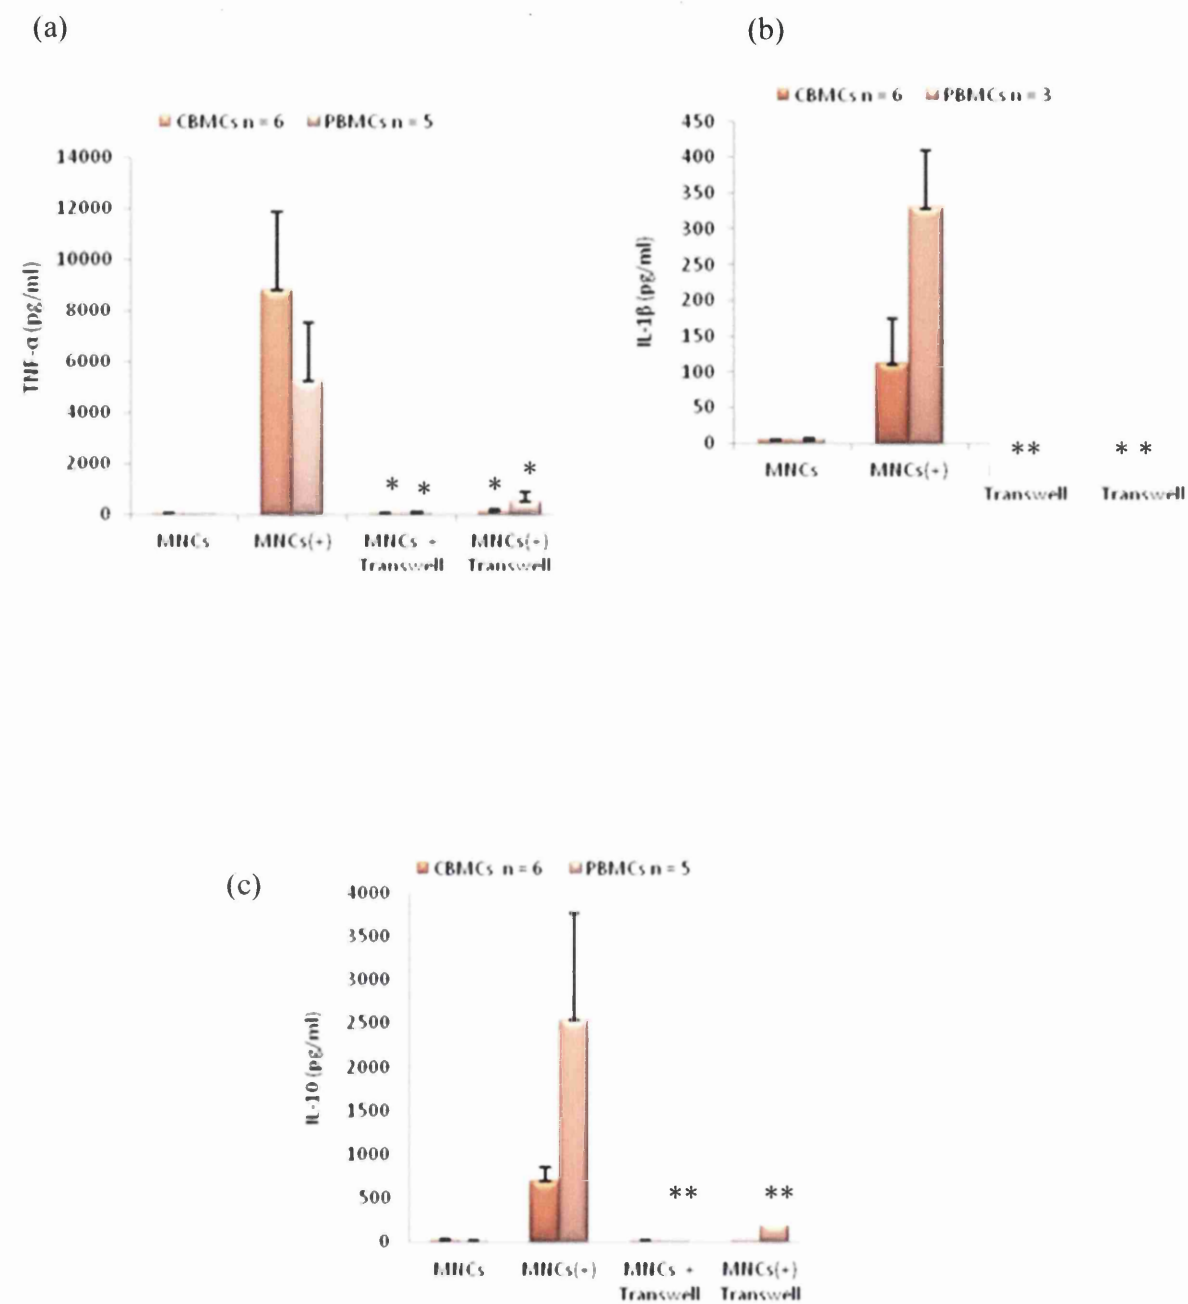 (a)
CBMCs n = 6 PBMCs n = 5
14000
12000
10000
8000
6000
4000
2000
0
TNF-α (pg/ml)
* * * *
MNCs MNCs(+) MNCs + MNCs(+)
Transwell Transwell
(b)
CBMCs n = 6 PBMCs n = 3
450
400
350
300
250
200
150
100
50
0
IL-1β (pg/ml)
** * *
MNCs MNCs(+)
Transwell Transwell
(c)
CBMCs n = 6 PBMCs n = 5
4000
3500
3000
2500
2000
1500
1000
500
0
IL-10 (pg/ml)
** **
MNCs MNCs(+) MNCs + MNCs(+)
Transwell Transwell